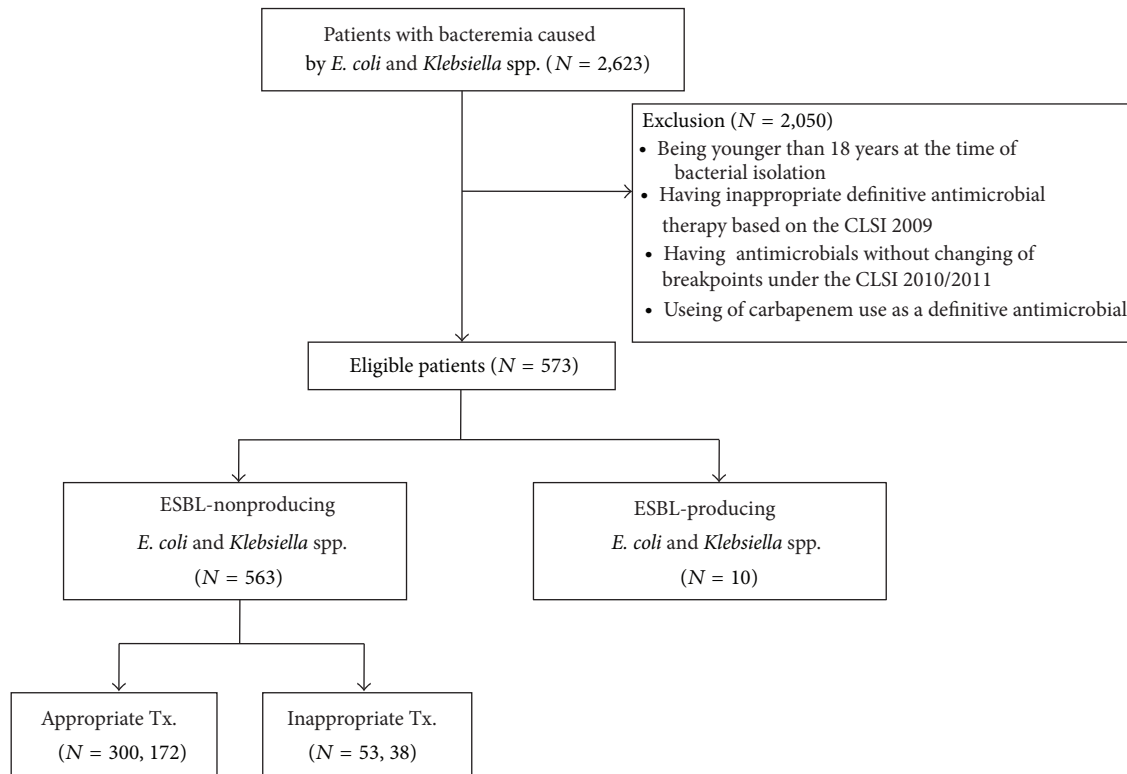 Patients with bacteremia caused
by E. coli and Klebsiella spp. (N = 2,623)
Exclusion (N = 2,050)
• Being younger than 18 years at the time of
bacterial isolation
• Having inappropriate definitive antimicrobial
therapy based on the CLSI 2009
• Having antimicrobials without changing of
breakpoints under the CLSI 2010/2011
• Useing of carbapenem use as a definitive antimicrobial
Eligible patients (N = 573)
ESBL-nonproducing
E. coli and Klebsiella spp.
(N = 563)
ESBL-producing
E. coli and Klebsiella spp.
(N = 10)
Appropriate Tx.
(N = 300, 172)
Inappropriate Tx.
(N = 53, 38)